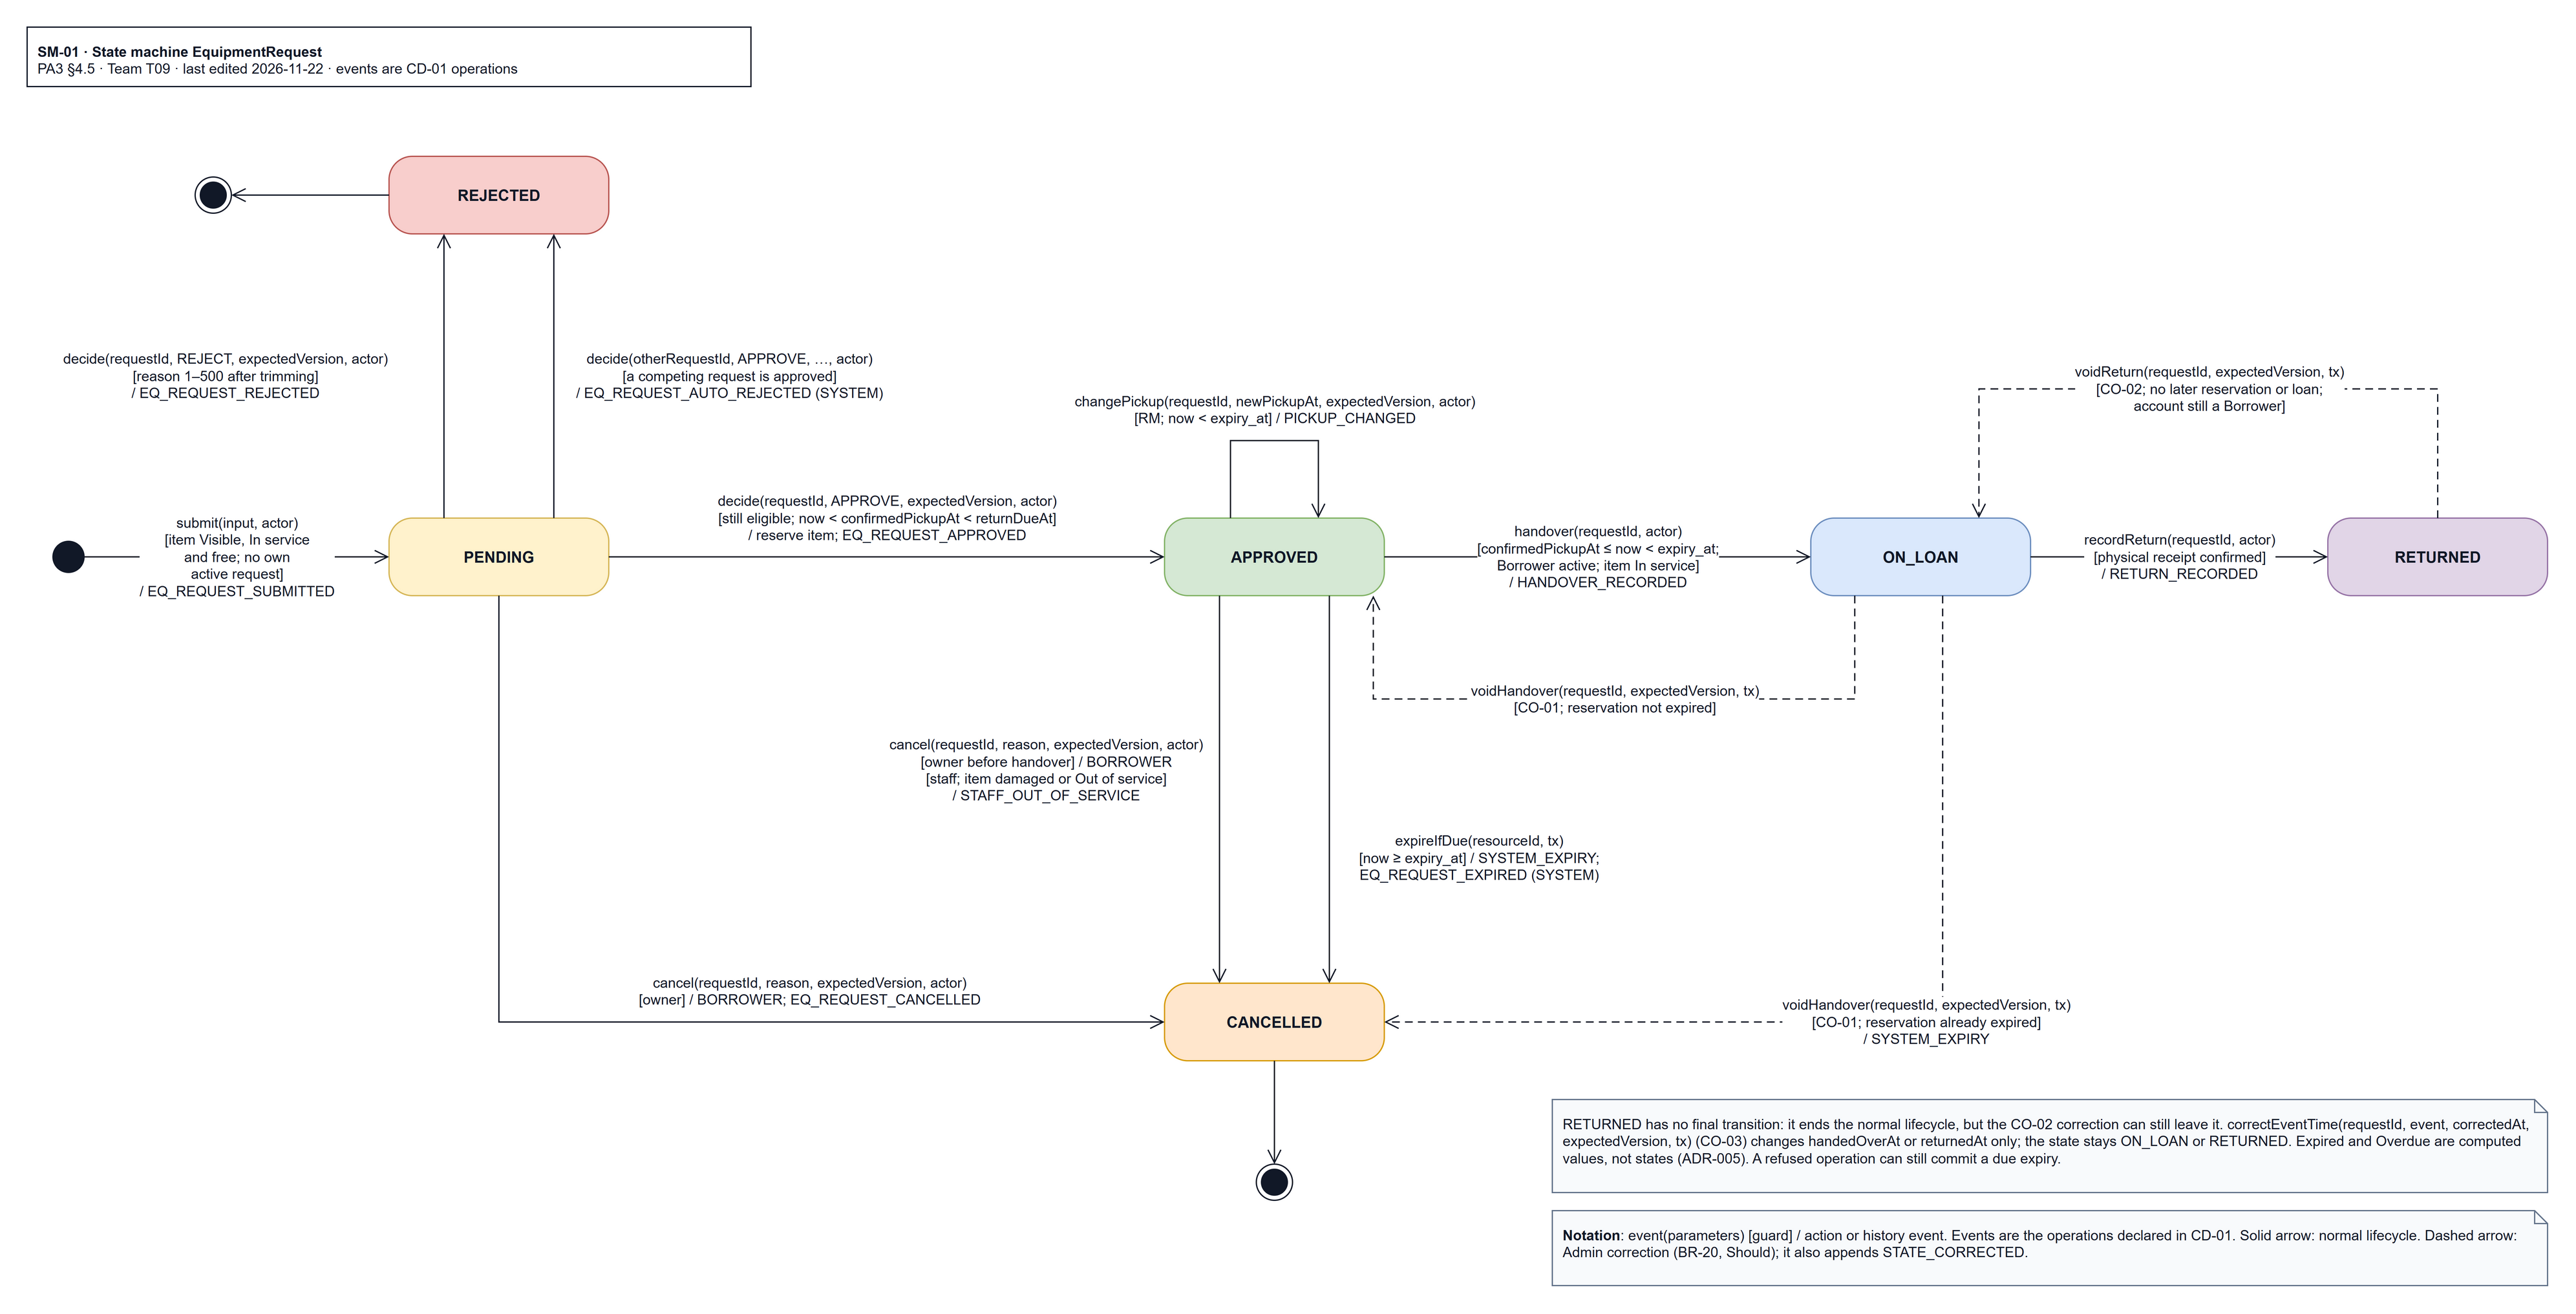 SM-01 · State machine EquipmentRequest
PA3 §4.5 · Team T09 · last edited 2026-11-22 · events are CD-01 operations
REJECTED
decide(requestId, REJECT, expectedVersion, actor)
[reason 1–500 after trimming]
/ EQ_REQUEST_REJECTED
decide(otherRequestId, APPROVE, …, actor)
[a competing request is approved]
/ EQ_REQUEST_AUTO_REJECTED (SYSTEM)
changePickup(requestId, newPickupAt, expectedVersion, actor)
[RM; now < expiry_at] / PICKUP_CHANGED
voidReturn(requestId, expectedVersion, tx)
[CO-02; no later reservation or loan;
account still a Borrower]
submit(input, actor)
[item Visible, In service
and free; no own
active request]
/ EQ_REQUEST_SUBMITTED
PENDING
decide(requestId, APPROVE, expectedVersion, actor)
[still eligible; now < confirmedPickupAt < returnDueAt]
/ reserve item; EQ_REQUEST_APPROVED
APPROVED
handover(requestId, actor)
[confirmedPickupAt ≤ now < expiry_at;
Borrower active; item In service]
/ HANDOVER_RECORDED
ON_LOAN
recordReturn(requestId, actor)
[physical receipt confirmed]
/ RETURN_RECORDED
RETURNED
voidHandover(requestId, expectedVersion, tx)
[CO-01; reservation not expired]
cancel(requestId, reason, expectedVersion, actor)
[owner before handover] / BORROWER
[staff; item damaged or Out of service]
/ STAFF_OUT_OF_SERVICE
expireIfDue(resourceId, tx)
[now ≥ expiry_at] / SYSTEM_EXPIRY;
EQ_REQUEST_EXPIRED (SYSTEM)
cancel(requestId, reason, expectedVersion, actor)
[owner] / BORROWER; EQ_REQUEST_CANCELLED
CANCELLED
voidHandover(requestId, expectedVersion, tx)
[CO-01; reservation already expired]
/ SYSTEM_EXPIRY
RETURNED has no final transition: it ends the normal lifecycle, but the CO-02 correction can still leave it. correctEventTime(requestId, event, correctedAt,
expectedVersion, tx) (CO-03) changes handedOverAt or returnedAt only; the state stays ON_LOAN or RETURNED. Expired and Overdue are computed
values, not states (ADR-005). A refused operation can still commit a due expiry.
Notation: event(parameters) [guard] / action or history event. Events are the operations declared in CD-01. Solid arrow: normal lifecycle. Dashed arrow:
Admin correction (BR-20, Should); it also appends STATE_CORRECTED.